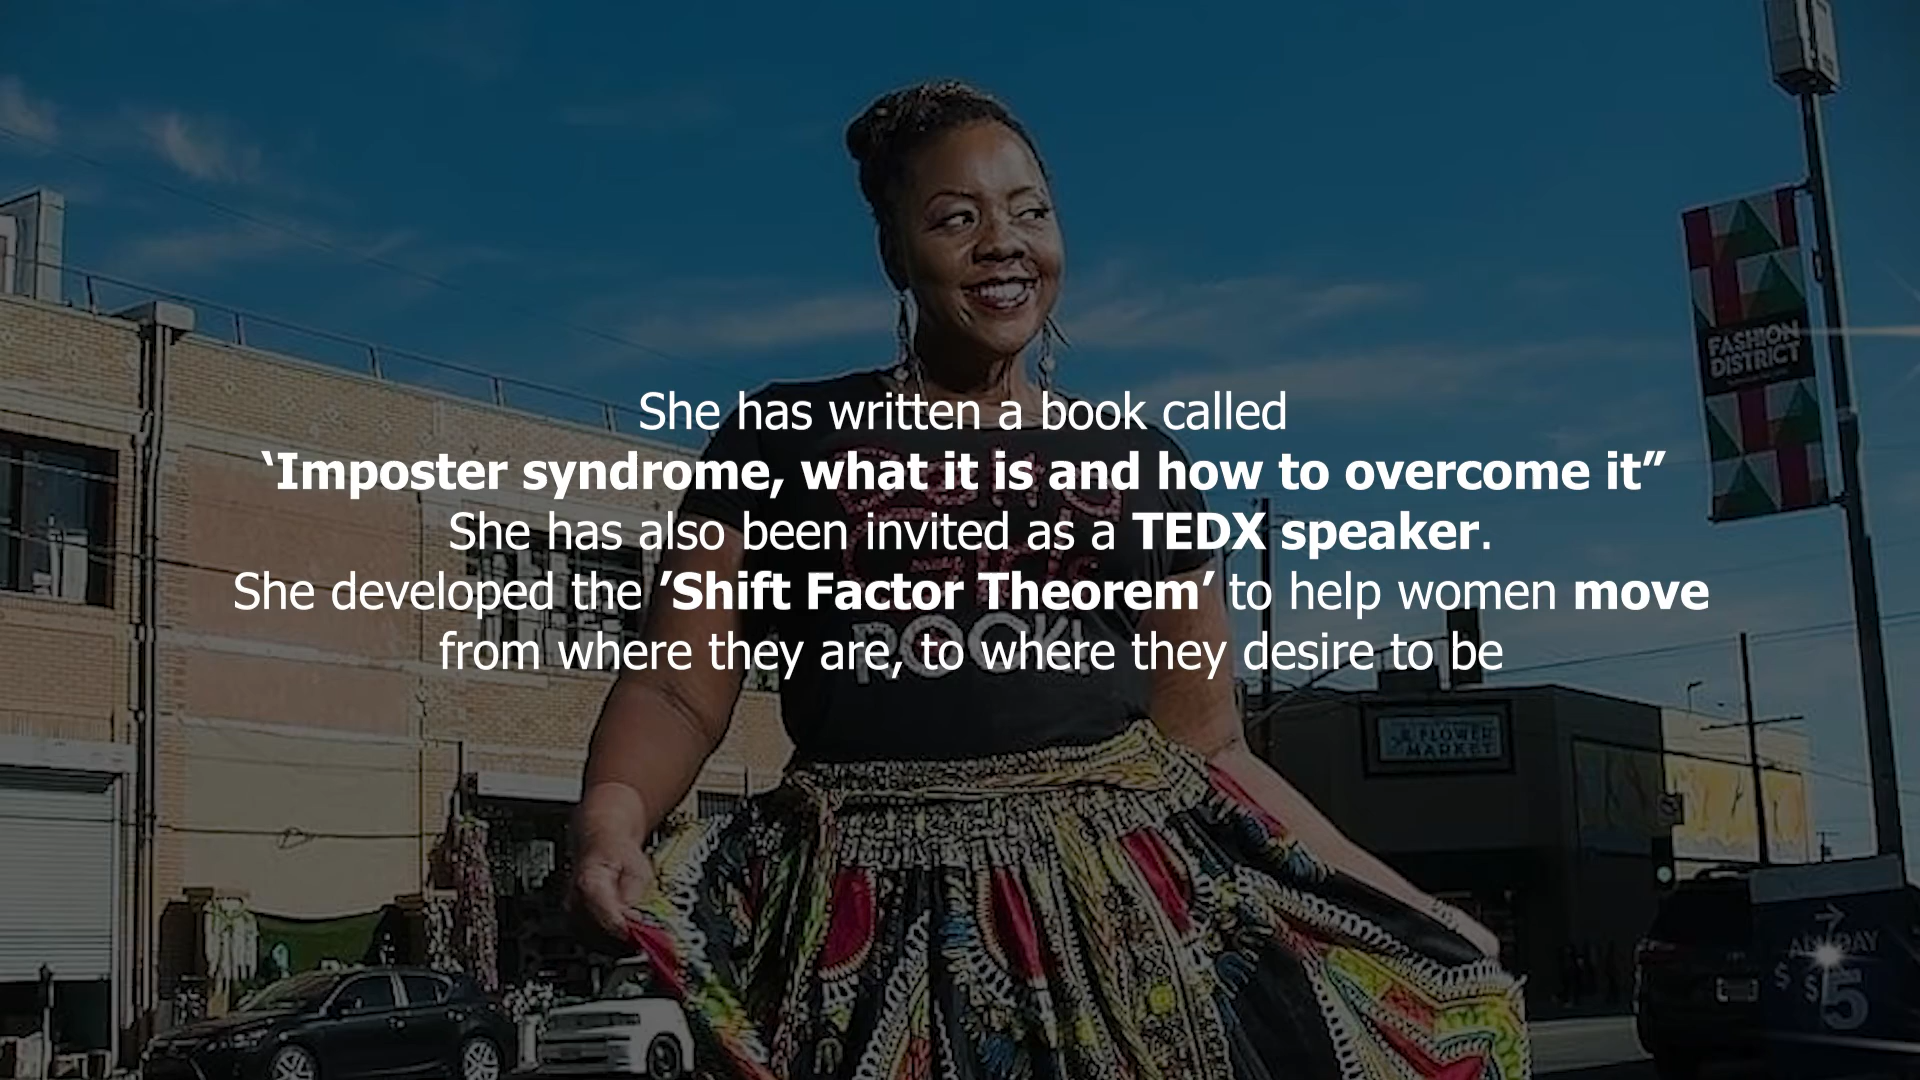 She has written a book called
‘Imposter syndrome, what it is and how to overcome it”
She has also been invited as a TEDX speaker.
She developed the ’Shift Factor Theorem’ to help women move
from where they are, to where they desire to be
FASHION
DISTRICT
ROCK!
FLOWER
MARKET
$5